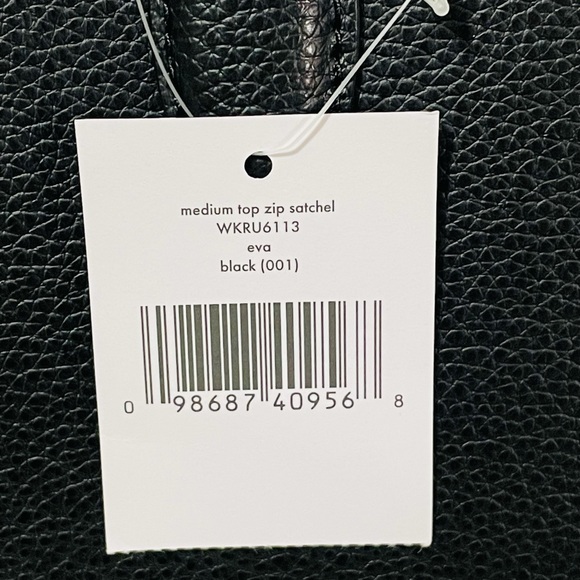 medium top zip satchel
WKRU6113
eva
black (001)
0 98687 40956 8